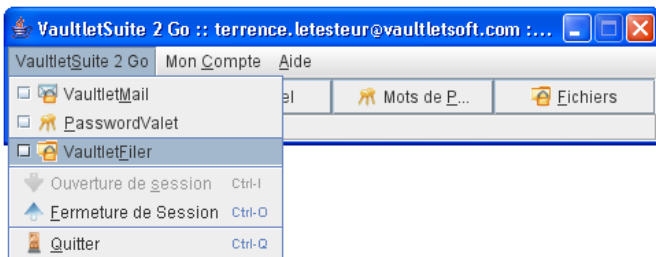 VaultletSuite 2 Go :: terrence.letesteur@vaultletsoft.com :...
VaultletSuite 2 Go Mon Compte Aide
VaultletMail
el Mots de P... Fichiers
PasswordValet
VaultletFiler
Ouverture de session Ctrl-I
Fermeture de Session Ctrl-O
Quitter Ctrl-Q